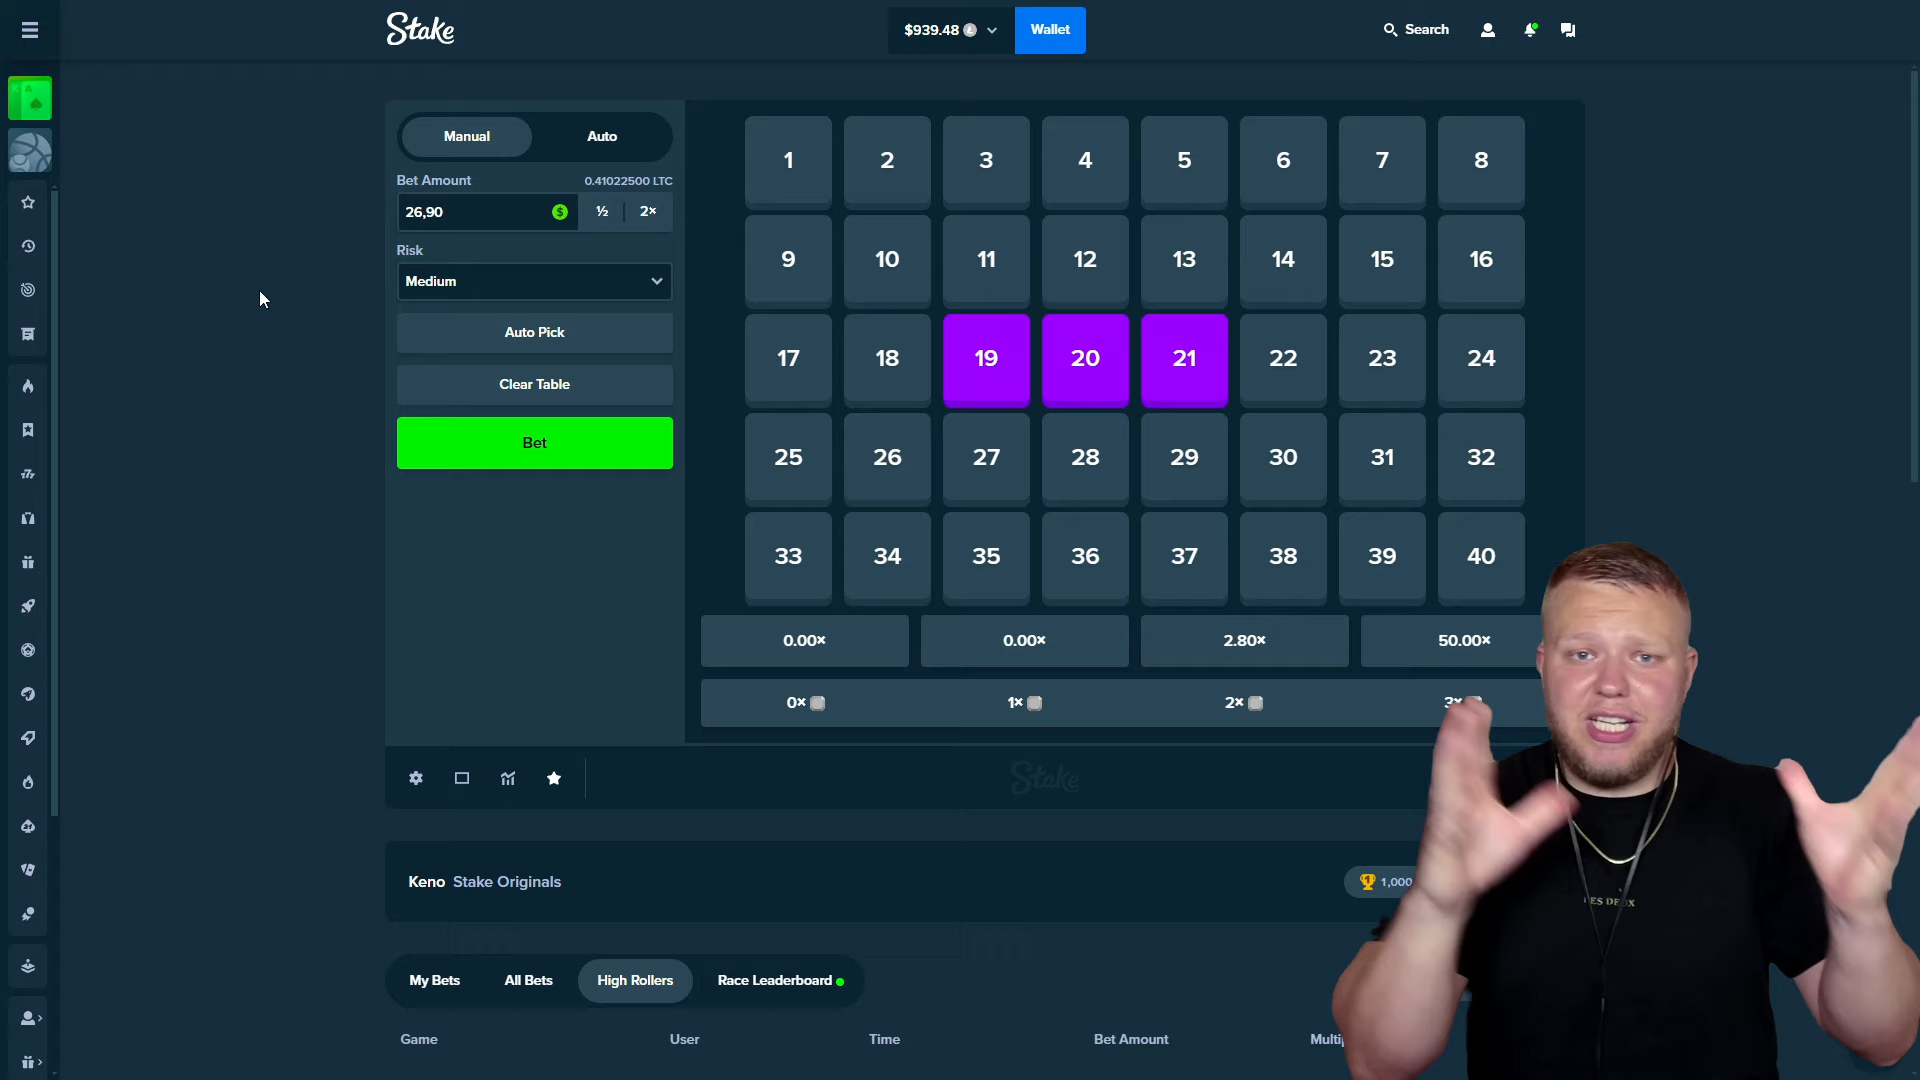 Stake
$939.48
Wallet
Search
Manual
Auto
Bet Amount
0.41022500 LTC
26,90
$
½
2×
Risk
Medium
Auto Pick
Clear Table
Bet
1
2
3
4
5
6
7
8
9
10
11
12
13
14
15
16
17
18
19
20
21
22
23
24
25
26
27
28
29
30
31
32
33
34
35
36
37
38
39
40
0.00×
0.00×
2.80×
50.00×
0×
1×
2×
3×
Stake
Keno Stake Originals
1,000
My Bets
All Bets
High Rollers
Race Leaderboard
Game
User
Time
Bet Amount